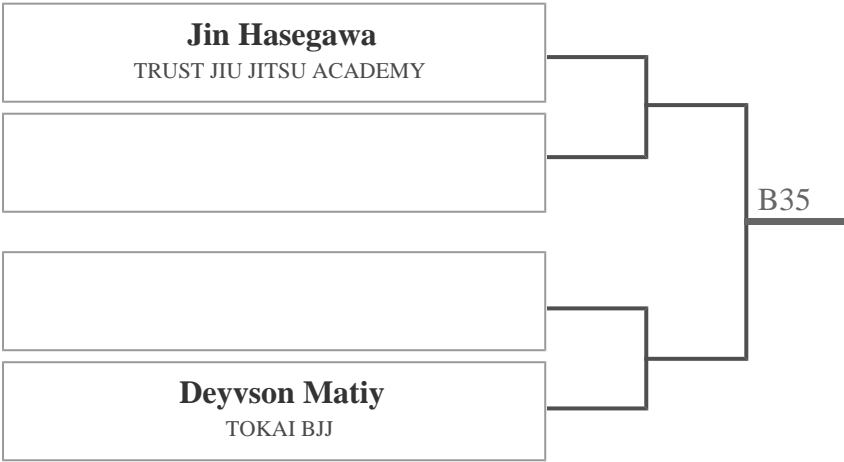 Jin Hasegawa
TRUST JIU JITSU ACADEMY
B35
Deyvson Matiy
TOKAI BJJ